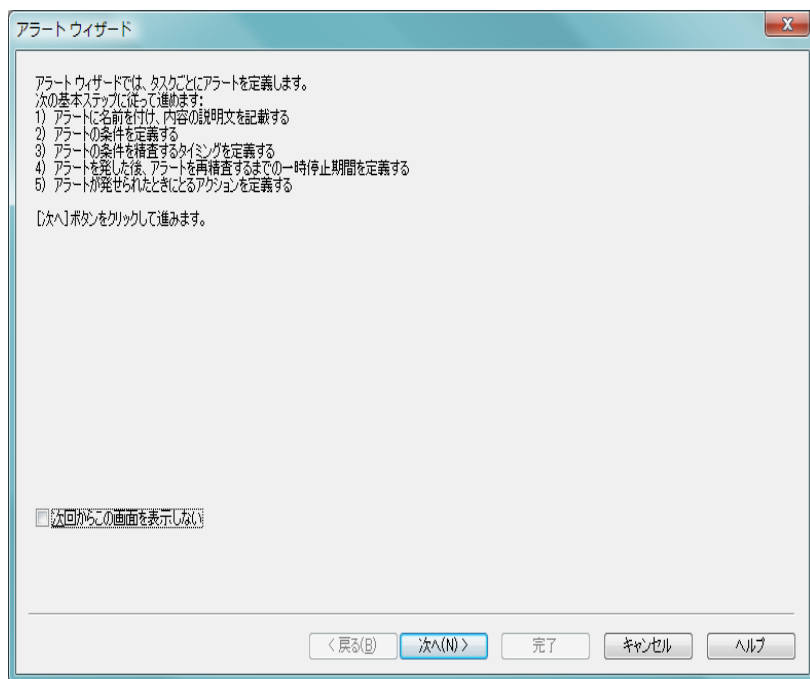 アラート ウィザード
アラート ウィザードでは、タスクごとにアラートを定義します。
次の基本ステップに従って進めます:
1) アラートに名前を付け、内容の説明文を記載する
2) アラートの条件を定義する
3) アラートの条件を積査するタイミングを定義する
4) アラートを発した後、アラートを再積査するまでの一時停止期間を定義する
5) アラートが発せられたときにとるアクションを定義する
[次へ]ボタンをクリックして進みます。
次回からこの画面を表示しない
< 戻る(B)
次へ(N) >
完了
キャンセル
ヘルプ